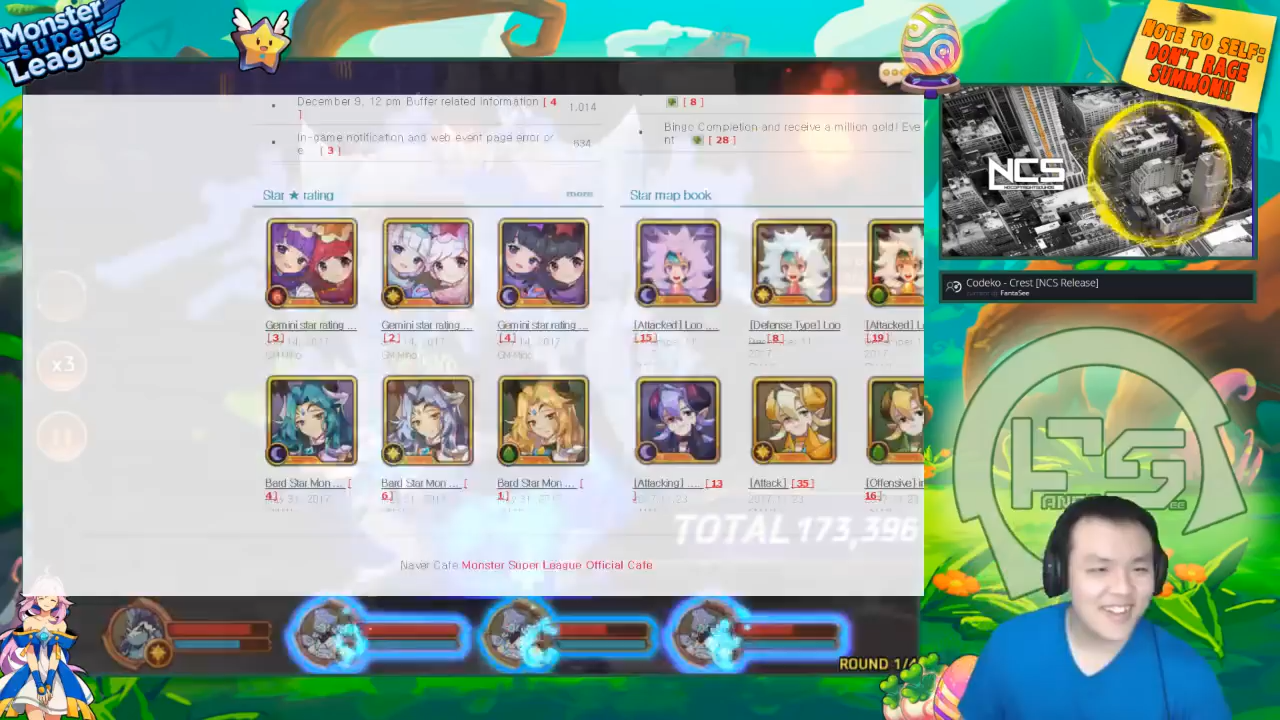 Monster
Super
League
NOTE TO SELF:
DON'T RAGE
SUMMON!!
December 9, 12 pm Buffer related information [ 4
]
1,014
[ 8 ]
In-game notification and web event page error or
e [ 3 ]
634
Bingo Completion and receive a million gold! Eve
nt [ 28 ]
NCS
Star ★ rating
more
Star map book
Codeko - Crest [NCS Release]
FantaSee
Gemini star rating ...
[3]
Gemini star rating ...
[2]
Gemini star rating ...
[4]
[Attacked] Loo ...
[15]
[Defense Type] Loo
[8]
[Attacked] L
[19]
x3
Bard Star Mon ... [
4]
Bard Star Mon ... [
6]
Bard Star Mon ... [
1]
[Attacking] .... [13
]
[Attack] [35]
[Offensive] i
16]
TOTAL 173,396
Naver Cafe Monster Super League Official Cafe
ROUND 1/